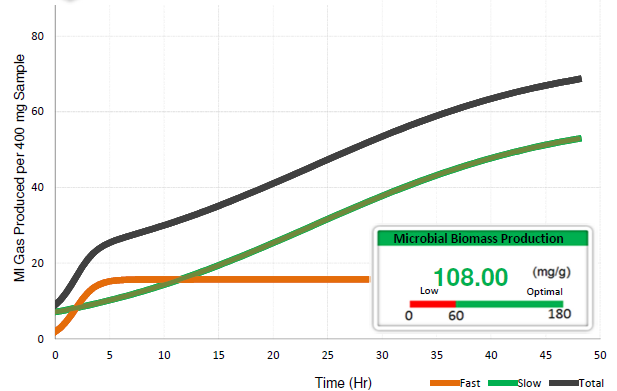 80
60
40
20
0
Ml Gas Produced per 400 mg Sample
Microbial Biomass Production
108.00 (mg/g)
Low Optimal
0 60 180
0 5 10 15 20 25 30 35 40 45 50
Time (Hr)
Fast Slow Total